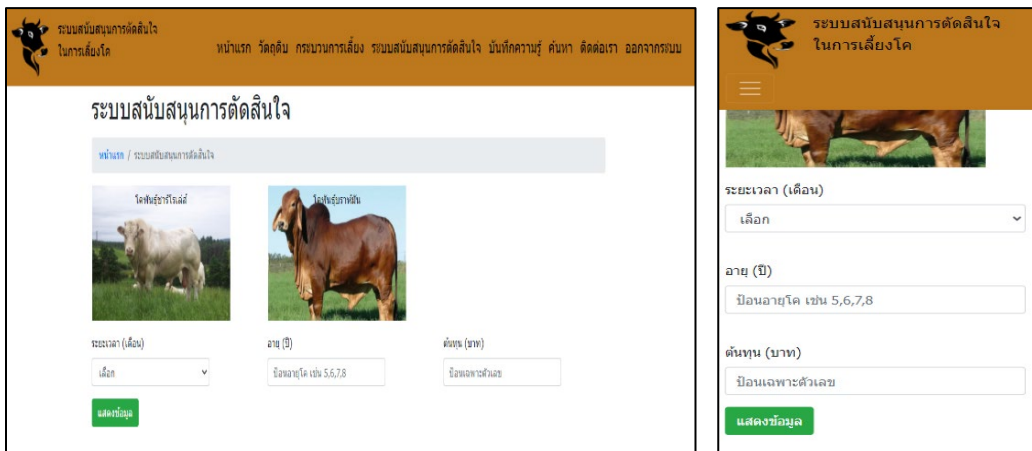 ระบบสนับสนุนการตัดสินใจ
ในการเลี้ยงโค
หน้าแรก วัตถุดิบ กระบวนการเลี้ยง ระบบสนับสนุนการตัดสินใจ บันทึกความรู้ ค้นหา ติดต่อเรา ออกจากระบบ
ระบบสนับสนุนการตัดสินใจ
หน้าแรก / ระบบสนับสนุนการตัดสินใจ
โคพันธุ์ชาร์โรเล่ส์
โคพันธุ์บราห์มัน
ระยะเวลา (เดือน)
อายุ (ปี)
ต้นทุน (บาท)
เลือก
ป้อนอายุโค เช่น 5,6,7,8
ป้อนเฉพาะตัวเลข
แสดงข้อมูล
ระบบสนับสนุนการตัดสินใจ
ในการเลี้ยงโค
ระยะเวลา (เดือน)
เลือก
อายุ (ปี)
ป้อนอายุโค เช่น 5,6,7,8
ต้นทุน (บาท)
ป้อนเฉพาะตัวเลข
แสดงข้อมูล